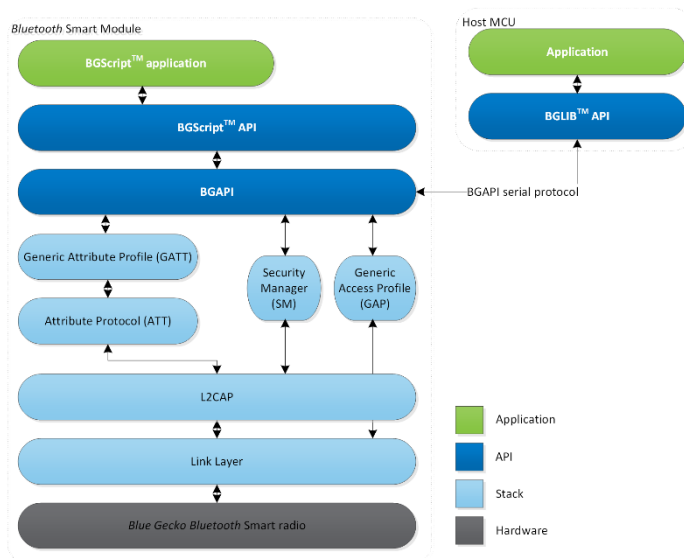 Bluetooth Smart Module
BGScript™ application
BGScript™ API
BGAPI
Generic Attribute Profile (GATT)
Attribute Protocol (ATT)
Security
Manager
(SM)
Generic
Access Profile
(GAP)
L2CAP
Link Layer
Blue Gecko Bluetooth Smart radio
Host MCU
Application
BGLIB™ API
BGAPI serial protocol
Application
API
Stack
Hardware